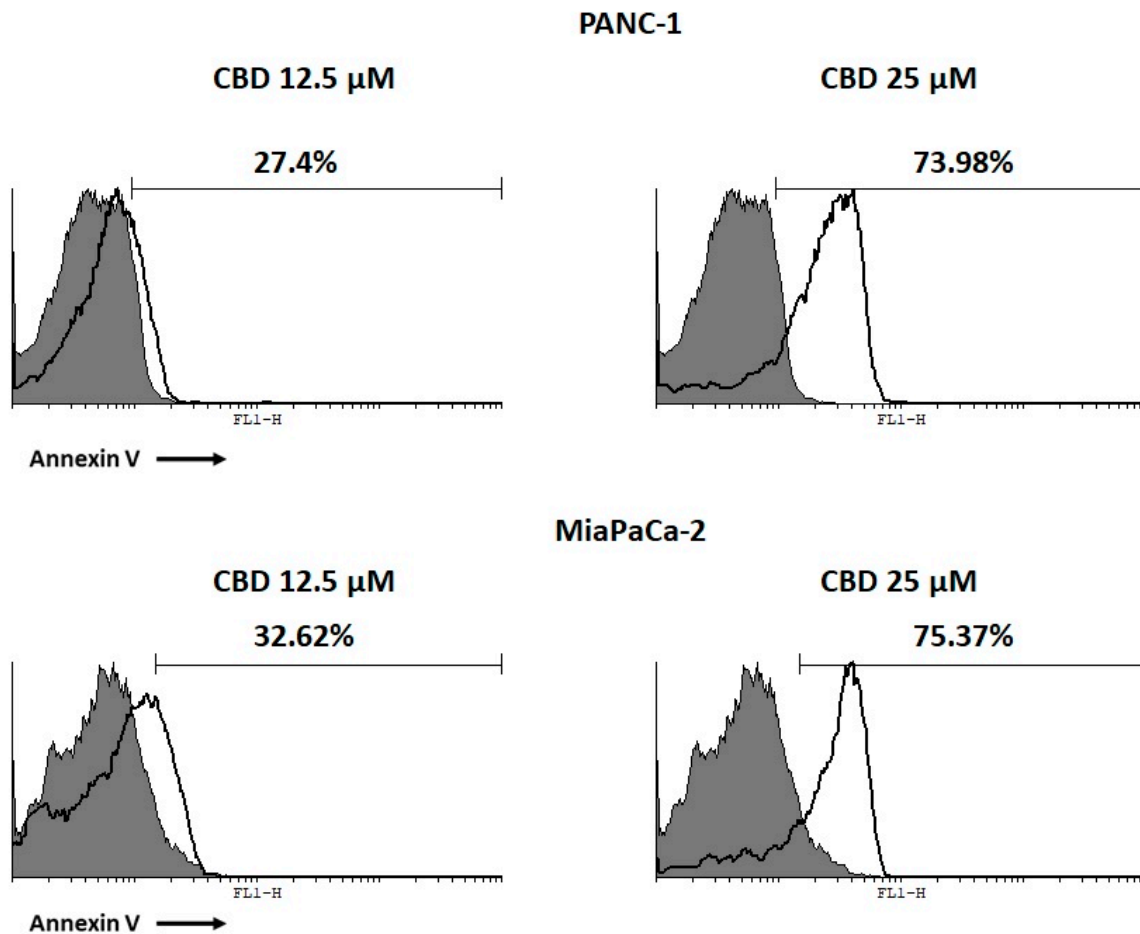 PANC-1
CBD 12.5 μM CBD 25 μM
27.4% 73.98%
FL1-H FL1-H
Annexin V
MiaPaCa-2
CBD 12.5 μM CBD 25 μM
32.62% 75.37%
FL1-H FL1-H
Annexin V